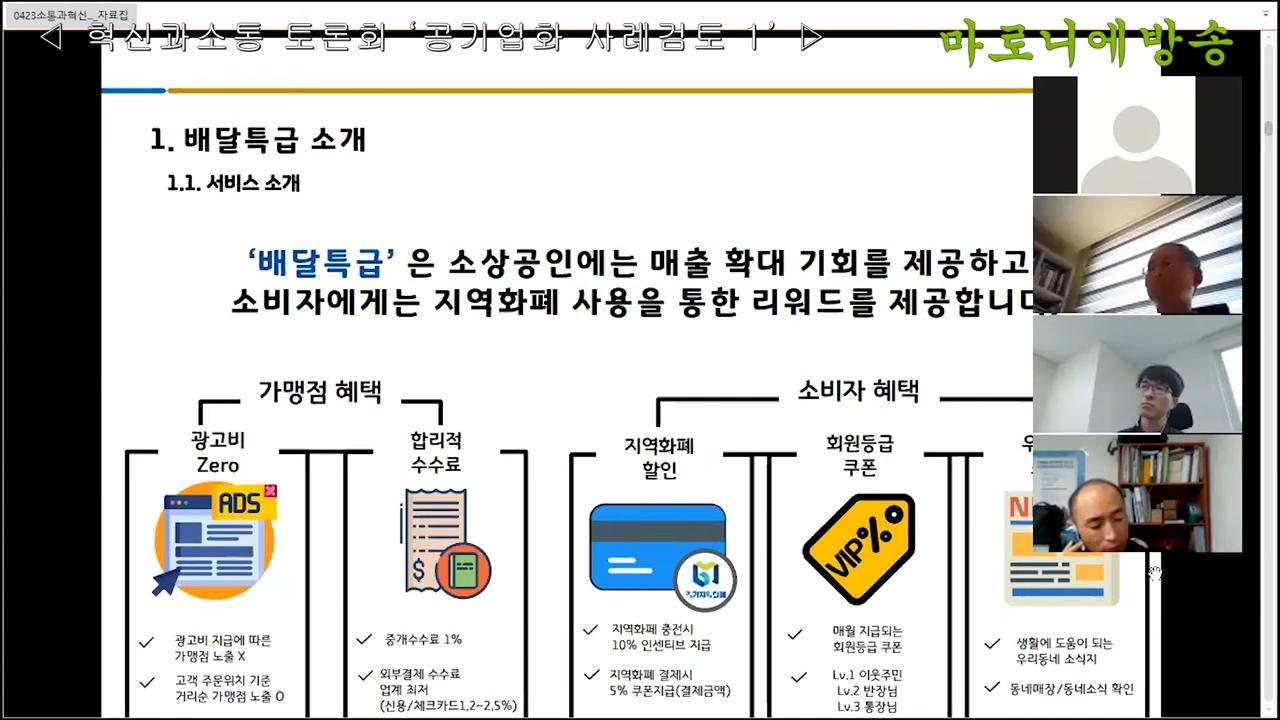 0423소통과혁신.._자료집
◁ 혁신과소통 토론회 ‘공기업화 사례검토 1’ ▷
마로니에방송
1. 배달특급 소개
1.1. 서비스 소개
‘배달특급’ 은 소상공인에는 매출 확대 기회를 제공하고
소비자에게는 지역화폐 사용을 통한 리워드를 제공합니다
가맹점 혜택
소비자 혜택
광고비
Zero
합리적
수수료
지역화폐
할인
회원등급
쿠폰
ADS
$
VIP%
광고비 지급에 따른
가맹점 노출 X
고객 주문위치 기준
거리순 가맹점 노출 O
중개수수료 1%
외부결제 수수료
업계 최저
(신용/체크카드1.2~2.5%)
지역화폐 충전시
10% 인센티브 지급
지역화폐 결제시
5% 쿠폰지급(결제금액)
매월 지급되는
회원등급 쿠폰
Lv.1 이웃주민
Lv.2 반장님
Lv.3 통장님
생활에 도움이 되는
우리동네 소식지
동네매장/동네소식 확인